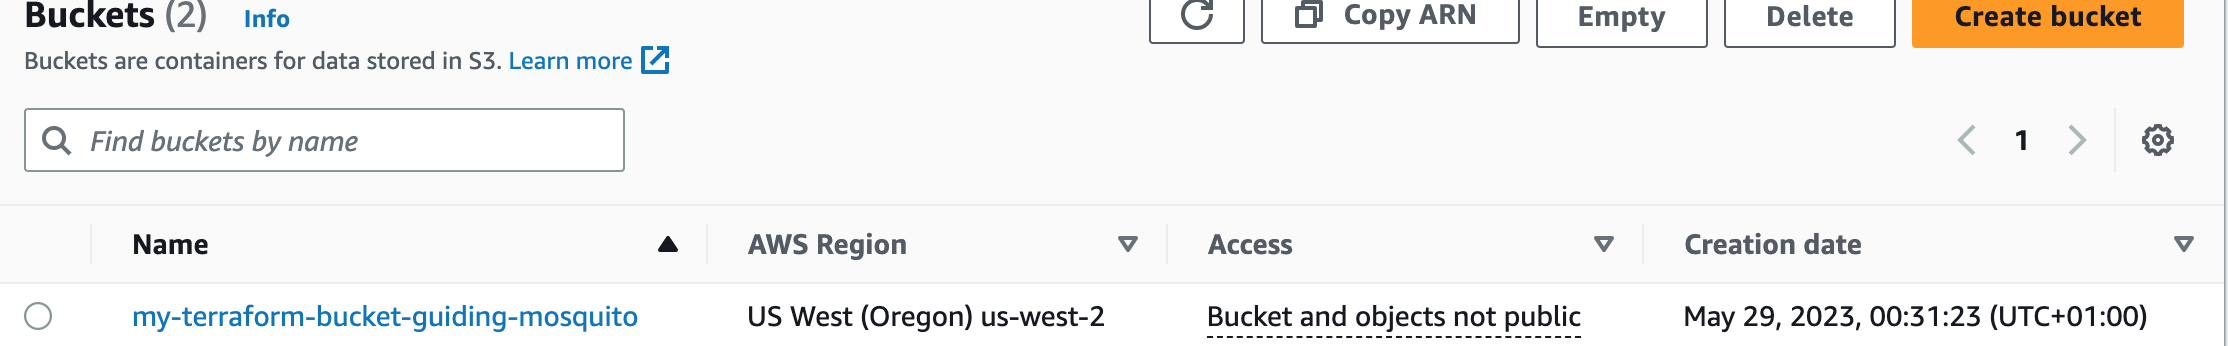 Buckets (2) Info
Copy ARN Empty Delete Create bucket
Buckets are containers for data stored in S3. Learn more
Find buckets by name
1
Name AWS Region Access Creation date
my-terraform-bucket-guiding-mosquito US West (Oregon) us-west-2 Bucket and objects not public May 29, 2023, 00:31:23 (UTC+01:00)